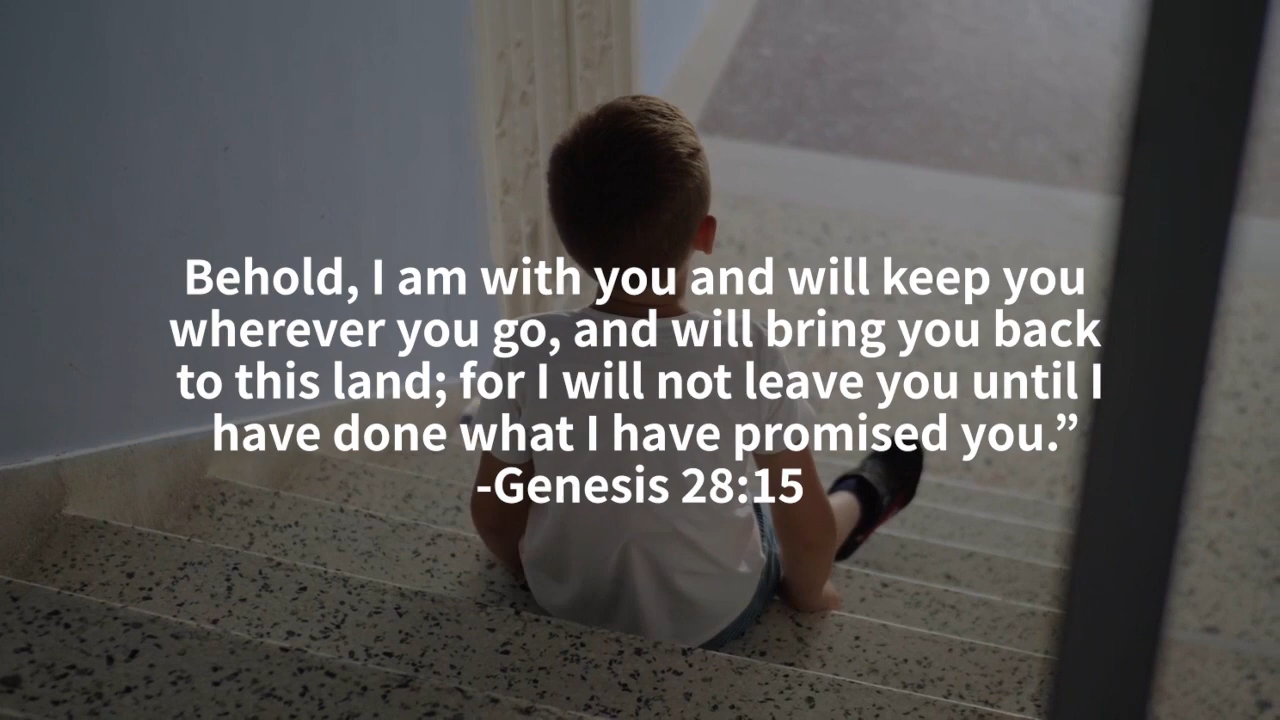 Behold, I am with you and will keep you
wherever you go, and will bring you back
to this land; for I will not leave you until I
have done what I have promised you.”
-Genesis 28:15